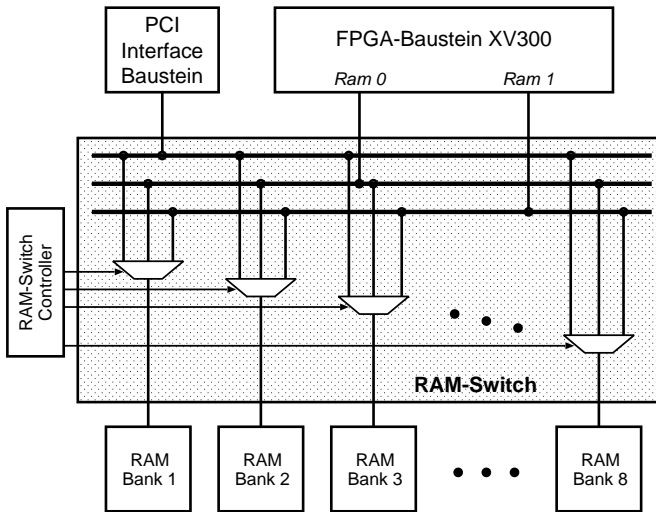 PCI
Interface
Baustein
FPGA-Baustein XV300
Ram 0
Ram 1
RAM-Switch
Controller
RAM-Switch
RAM
Bank 1
RAM
Bank 2
RAM
Bank 3
RAM
Bank 8